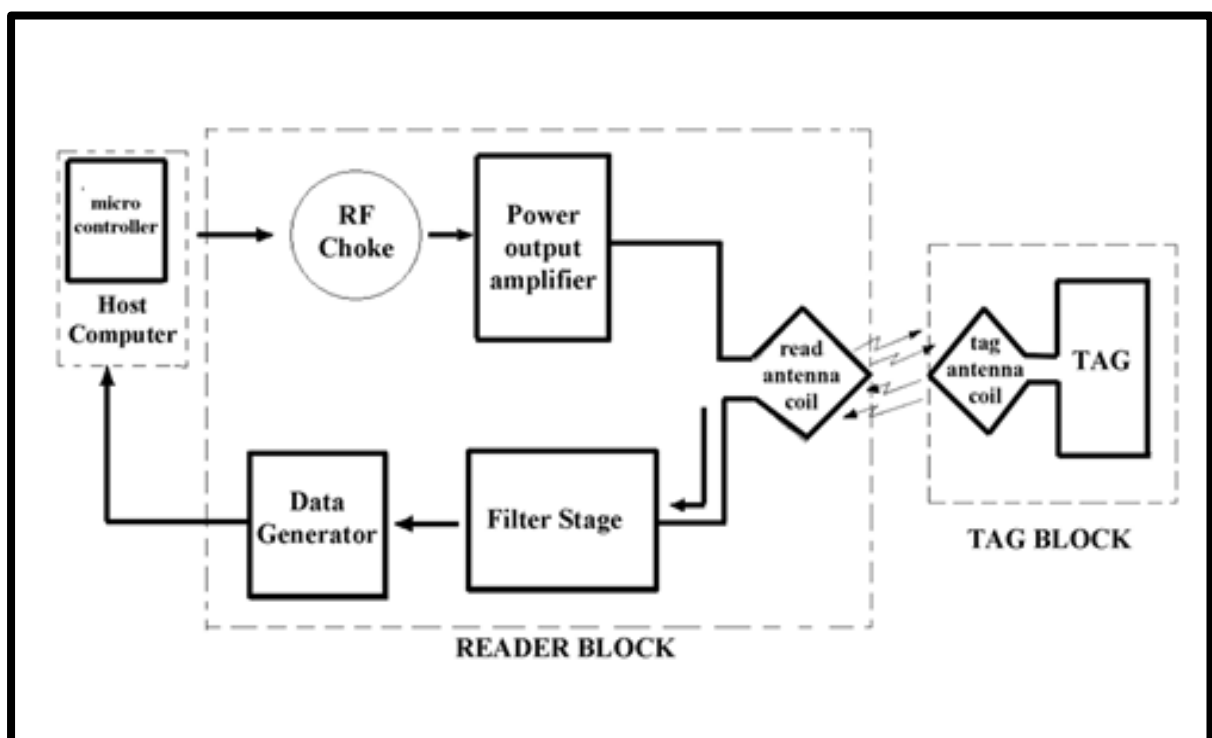 micro
controller
Host
Computer
RF
Choke
Power
output
amplifier
read
antenna
coil
tag
antenna
coil
TAG
Data
Generator
Filter Stage
TAG BLOCK
READER BLOCK